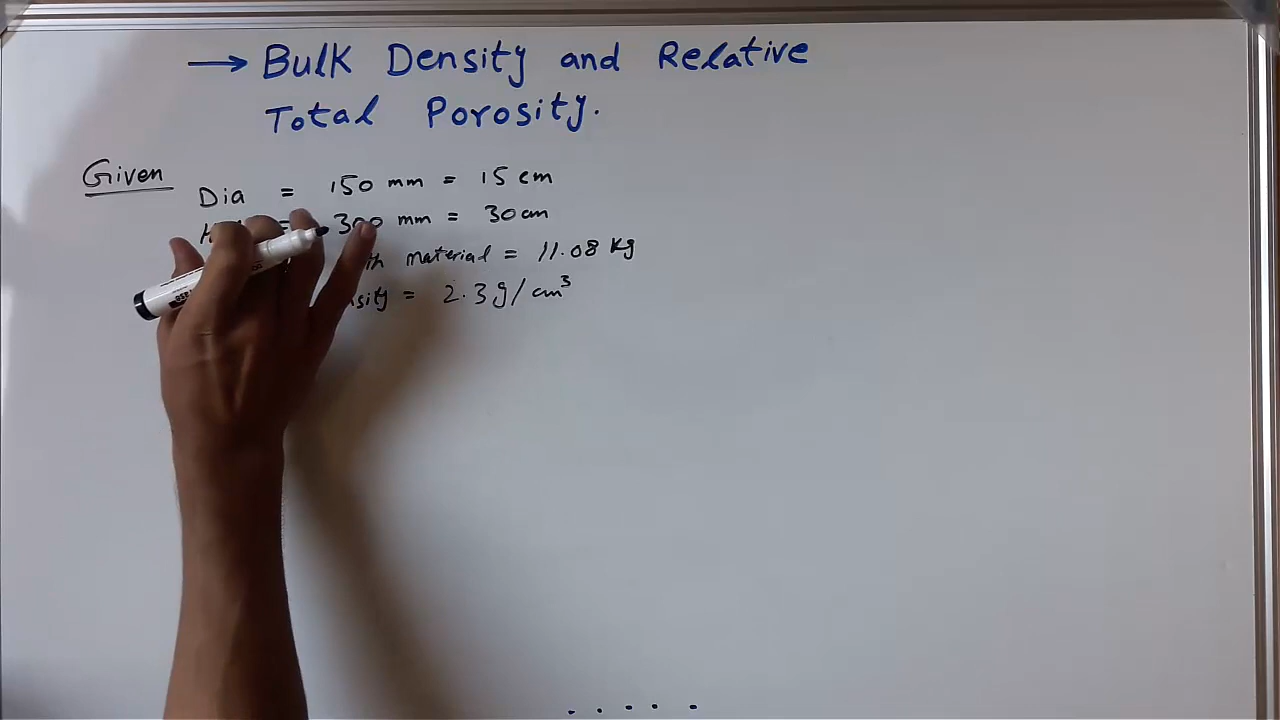 → Bulk Density and Relative
Total Porosity.
Given
Dia = 150 mm = 15 cm
= 300 mm = 30 cm
material = 11.08 kg
= 2.3 g/cm³